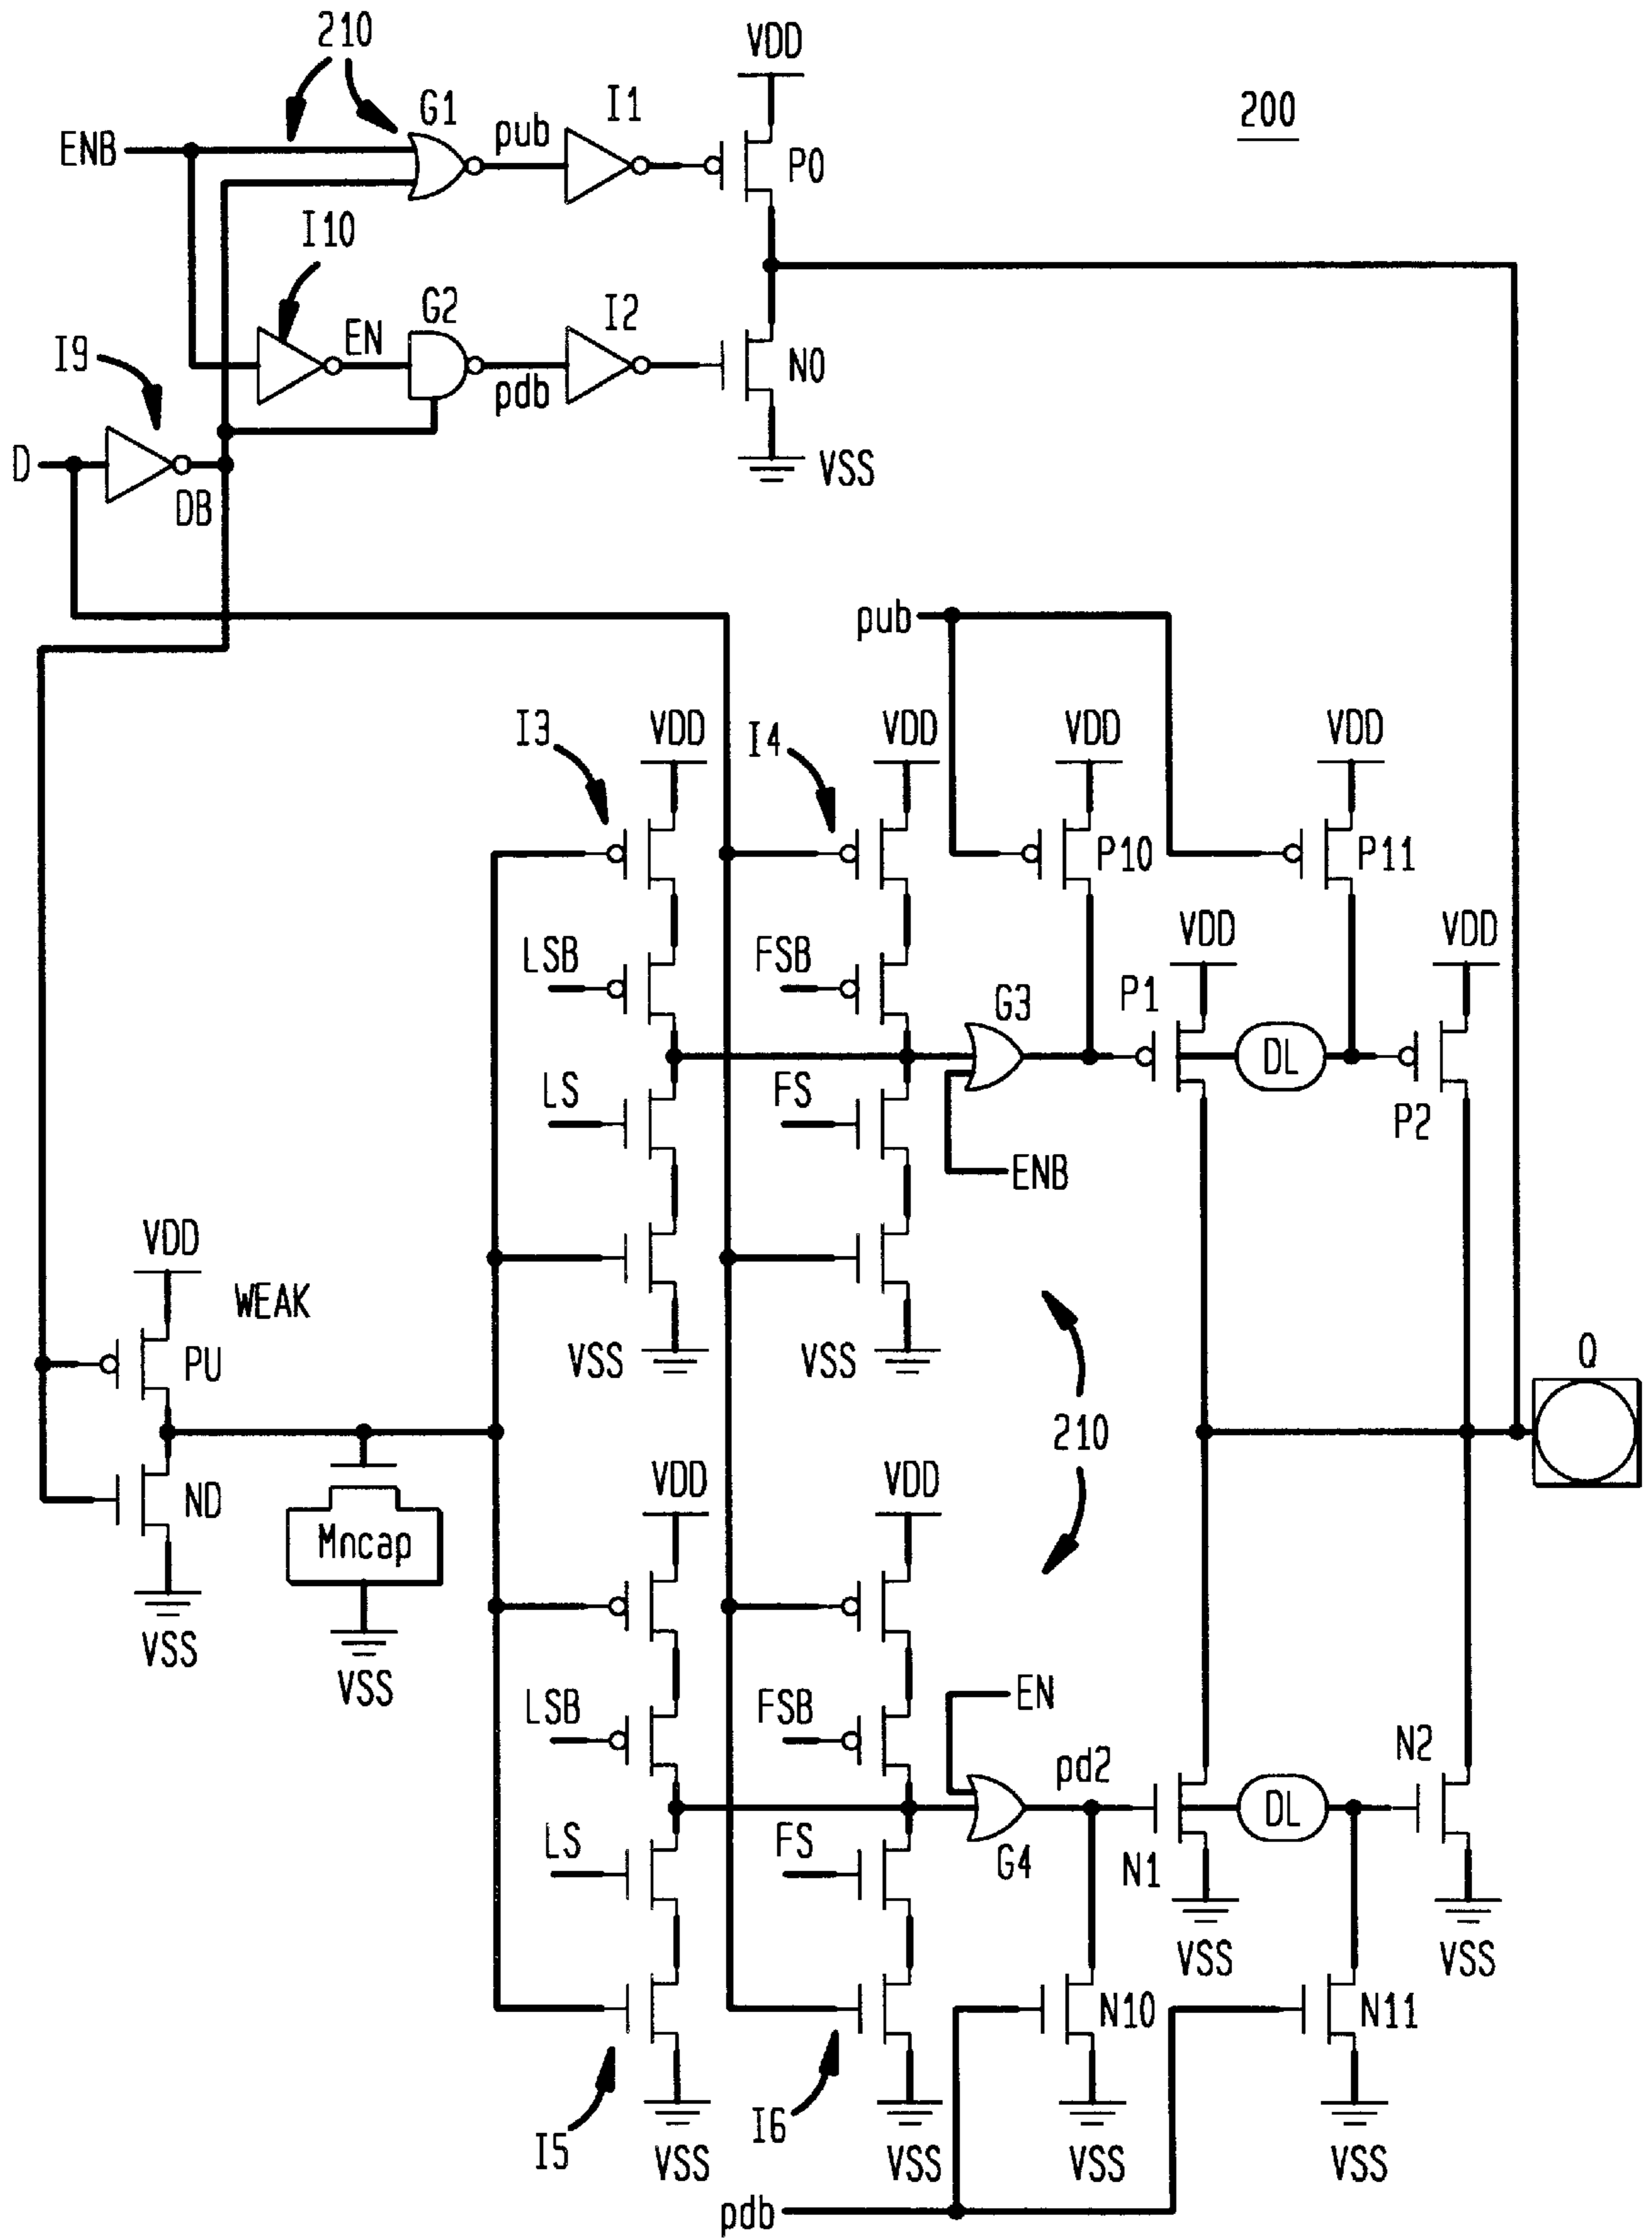 210
VDD
200
G1
I1
ENB
pub
P0
I10
G2
I2
I9
EN
N0
pdb
D
VSS
DB
pub
I3
VDD
I4
VDD
VDD
VDD
P10
P11
VDD
VDD
LSB
FSB
G3
P1
DL
LS
FS
P2
ENB
VDD
WEAK
VSS
VSS
PU
Q
210
VDD
VDD
ND
Mncap
VSS
VSS
EN
LSB
FSB
pd2
N2
DL
LS
FS
G4
N1
VSS
VSS
N10
N11
I5
I6
VSS
VSS
VSS
VSS
pdb